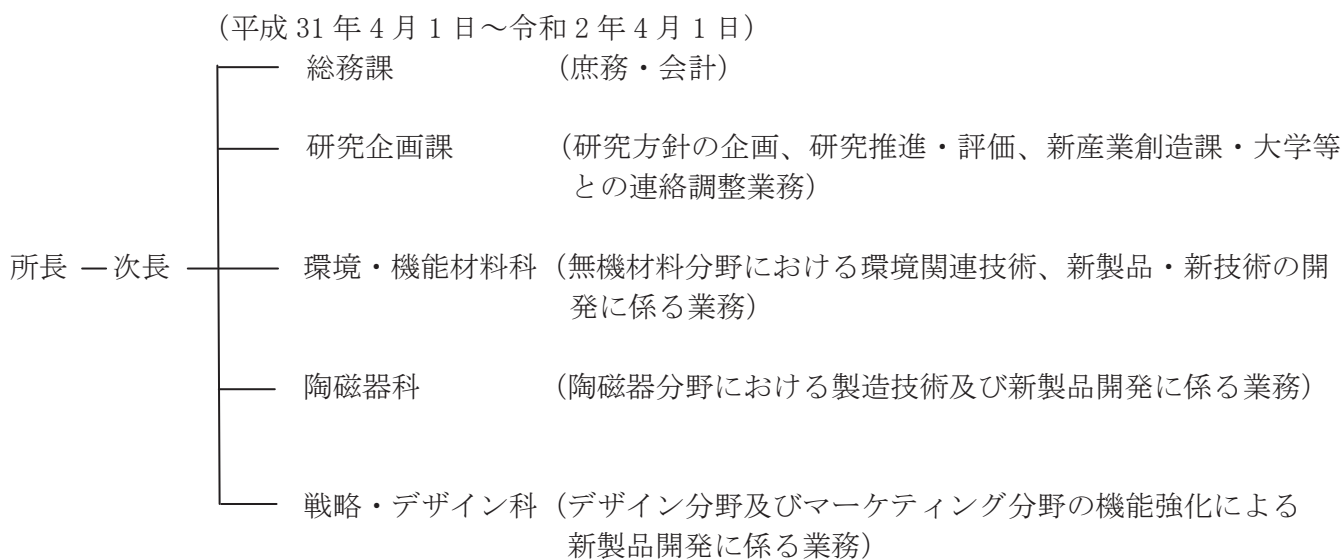 (平成 31 年 4 月 1 日～令和 2 年 4 月 1 日)
総務課 (庶務・会計)
研究企画課 (研究方針の企画、研究推進・評価、新産業創造課・大学等
との連絡調整業務)
所長 ― 次長 環境・機能材料科 (無機材料分野における環境関連技術、新製品・新技術の開
発に係る業務)
陶磁器科 (陶磁器分野における製造技術及び新製品開発に係る業務)
戦略・デザイン科 (デザイン分野及びマーケティング分野の機能強化による
新製品開発に係る業務)